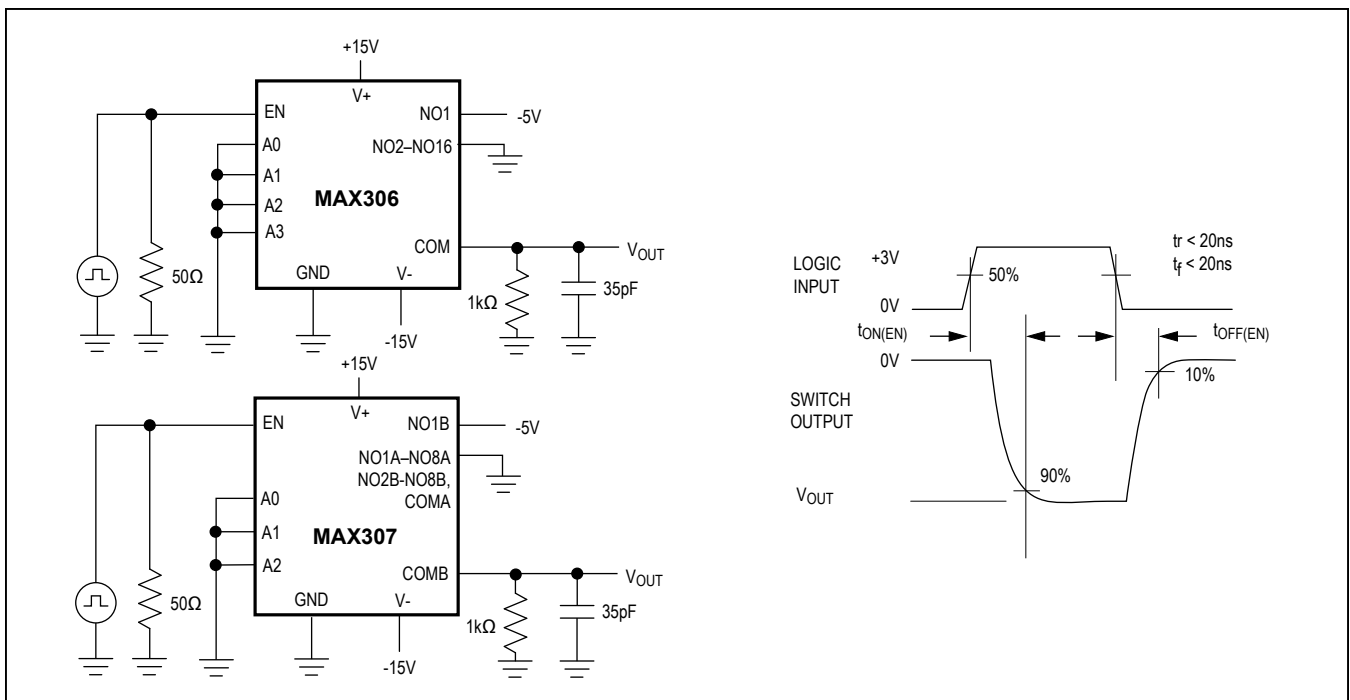 +15V
V+
EN
NO1
-5V
A0
NO2–NO16
A1
A2
MAX306
A3
COM
VOUT
50Ω
GND
V-
1kΩ
35pF
-15V
+15V
V+
EN
NO1B
-5V
NO1A–NO8A
NO2B-NO8B,
COMA
A0
A1
MAX307
A2
COMB
VOUT
50Ω
GND
V-
1kΩ
35pF
-15V
LOGIC
INPUT
+3V
0V
50%
tr < 20ns
tf < 20ns
tON(EN)
tOFF(EN)
0V
10%
SWITCH
OUTPUT
90%
VOUT